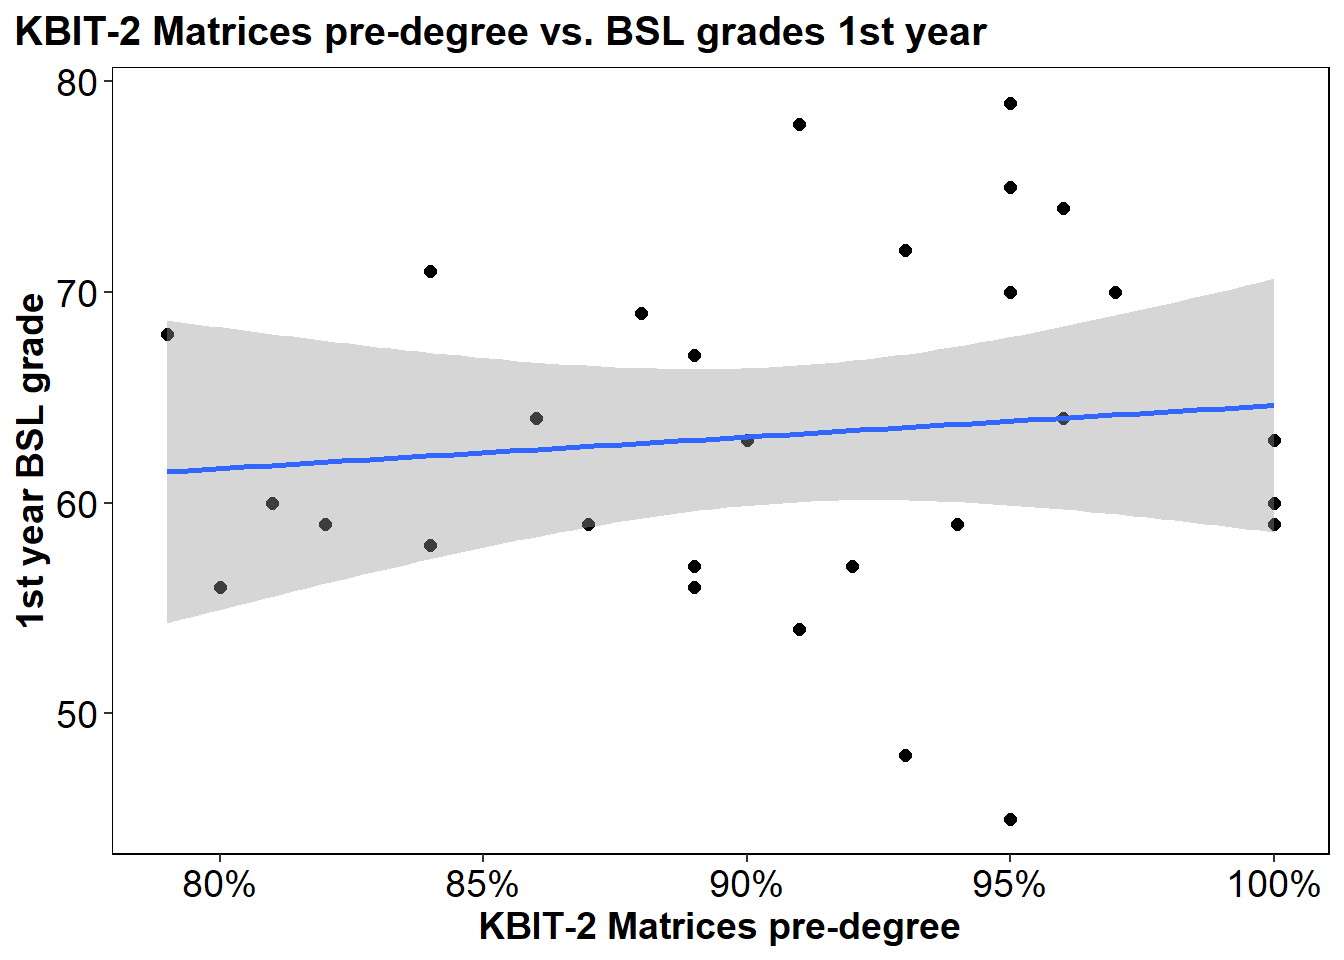 KBIT-2 Matrices pre-degree vs. BSL grades 1st year
80
70
60
50
1st year BSL grade
80% 85% 90% 95% 100%
KBIT-2 Matrices pre-degree